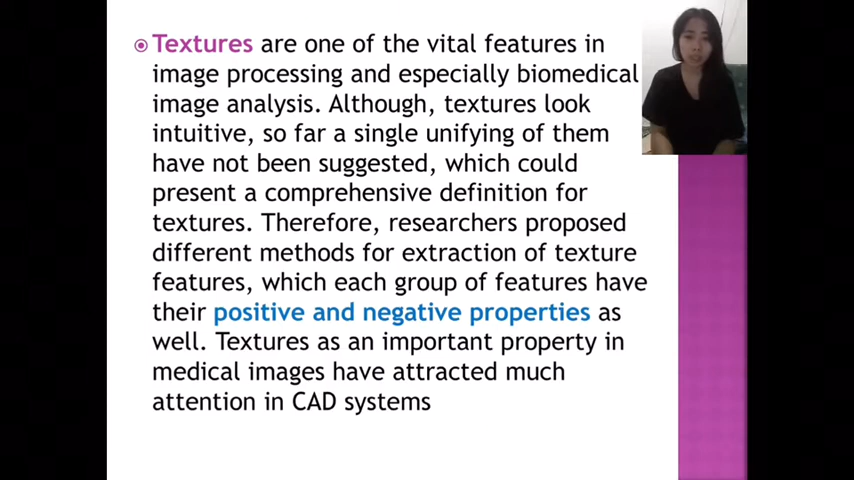 Textures are one of the vital features in
image processing and especially biomedical
image analysis. Although, textures look
intuitive, so far a single unifying of them
have not been suggested, which could
present a comprehensive definition for
textures. Therefore, researchers proposed
different methods for extraction of texture
features, which each group of features have
their positive and negative properties as
well. Textures as an important property in
medical images have attracted much
attention in CAD systems